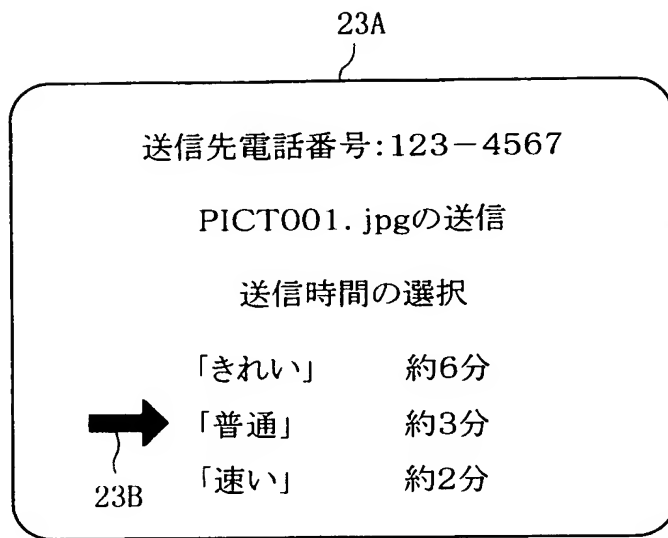 23A
送信先電話番号:123-4567
PICT001.jpgの送信
送信時間の選択
「きれい」 約6分
「普通」 約3分
「速い」 約2分
23B